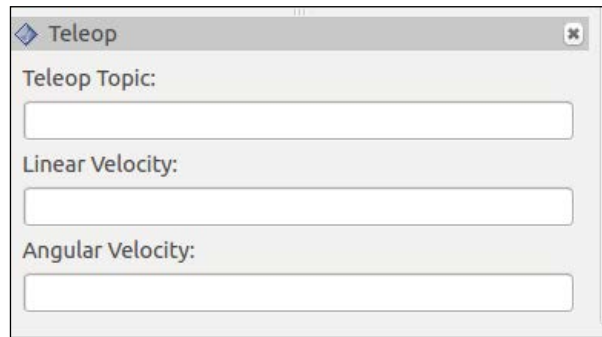 Teleop
Teleop Topic:
Linear Velocity:
Angular Velocity: